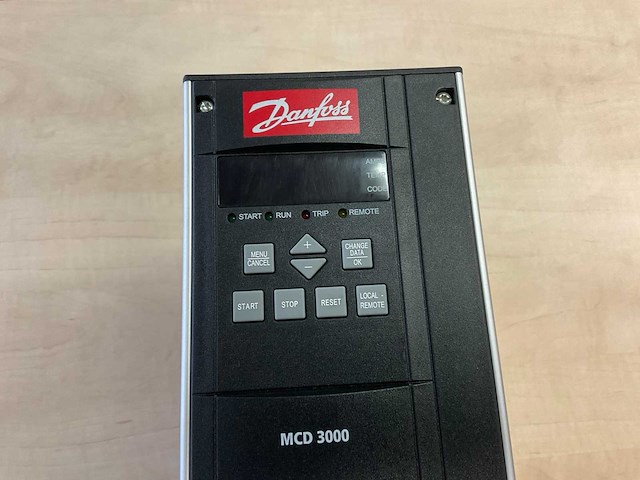 Danfoss
AMPS
TEMP
CODE
START RUN TRIP REMOTE
MENU
CANCEL
+
CHANGE
DATA
OK
−
START
STOP
RESET
LOCAL -
REMOTE
MCD 3000